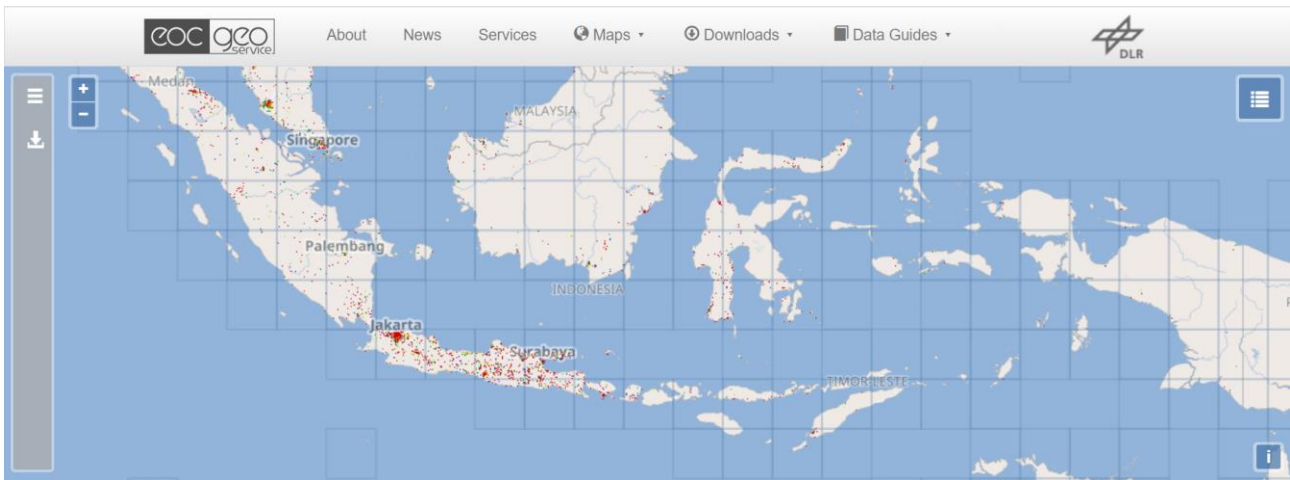 eoc geo service
About
News
Services
Maps
Downloads
Data Guides
DLR
Medan
+
-
MALAYSIA
Singapore
Palembang
INDONESIA
Jakarta
Surabaya
TIMOR-LESTE
i